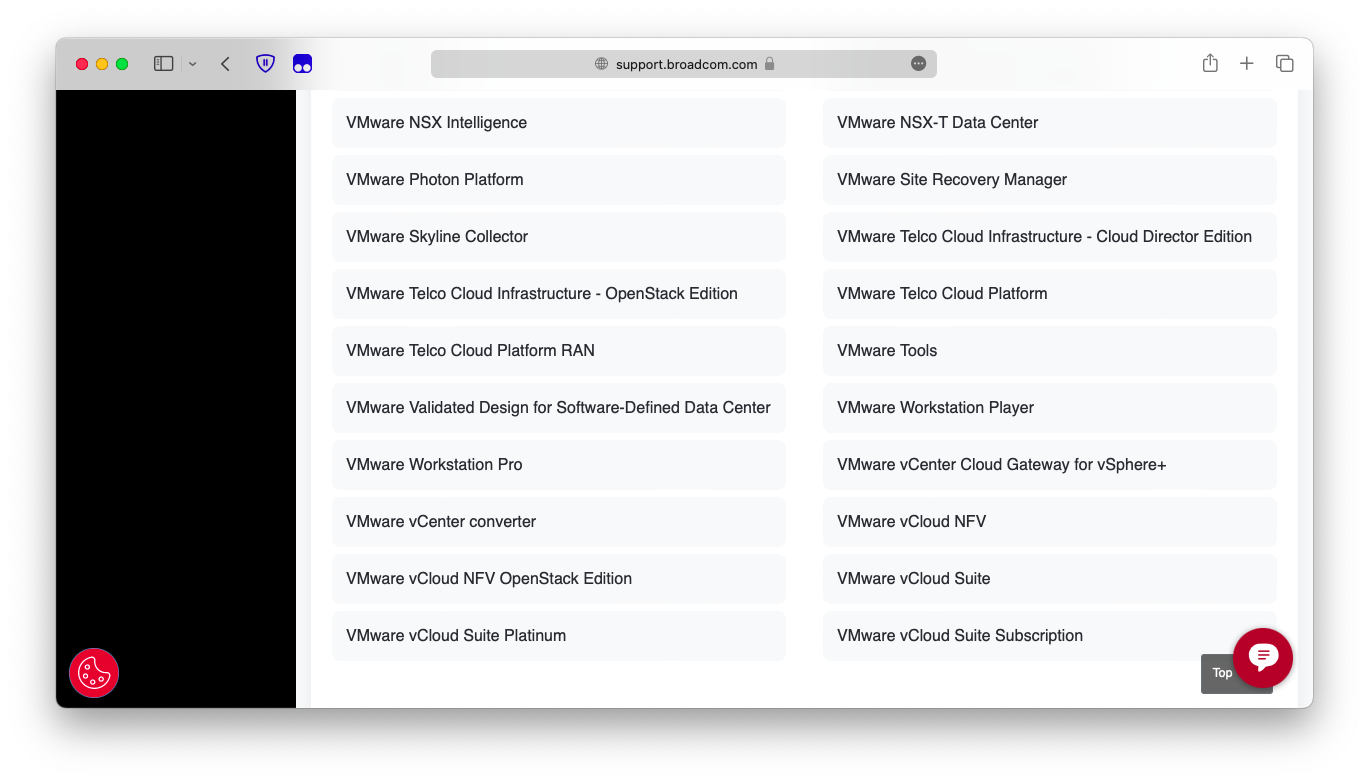 support.broadcom.com
VMware NSX Intelligence
VMware NSX-T Data Center
VMware Photon Platform
VMware Site Recovery Manager
VMware Skyline Collector
VMware Telco Cloud Infrastructure - Cloud Director Edition
VMware Telco Cloud Infrastructure - OpenStack Edition
VMware Telco Cloud Platform
VMware Telco Cloud Platform RAN
VMware Tools
VMware Validated Design for Software-Defined Data Center
VMware Workstation Player
VMware Workstation Pro
VMware vCenter Cloud Gateway for vSphere+
VMware vCenter converter
VMware vCloud NFV
VMware vCloud NFV OpenStack Edition
VMware vCloud Suite
VMware vCloud Suite Platinum
VMware vCloud Suite Subscription
Top